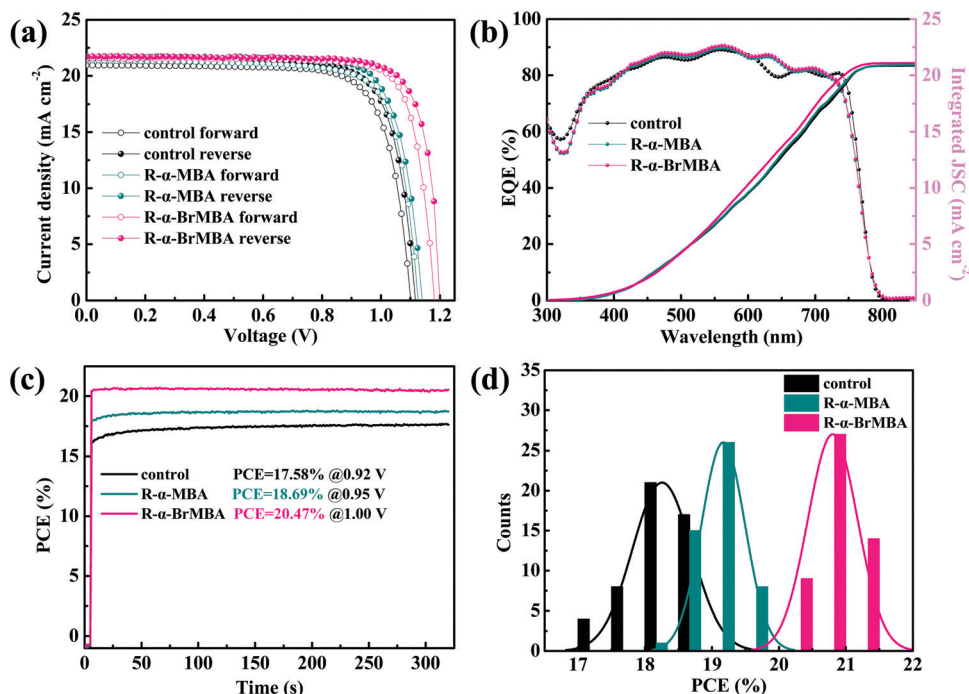 (a)
25
20
15
10
5
0
Current density (mA cm⁻²)
control forward
control reverse
R-α-MBA forward
R-α-MBA reverse
R-α-BrMBA forward
R-α-BrMBA reverse
0.0 0.2 0.4 0.6 0.8 1.0 1.2
Voltage (V)
(b)
100
80
60
40
20
0
EQE (%)
control
R-α-MBA
R-α-BrMBA
25
20
15
10
5
0
Integrated JSC (mA cm⁻²)
300 400 500 600 700 800
Wavelength (nm)
(c)
20
15
10
5
0
PCE (%)
control PCE=17.58% @0.92 V
R-α-MBA PCE=18.69% @0.95 V
R-α-BrMBA PCE=20.47% @1.00 V
0 50 100 150 200 250 300
Time (s)
(d)
30
25
20
15
10
5
0
Counts
control
R-α-MBA
R-α-BrMBA
17 18 19 20 21 22
PCE (%)